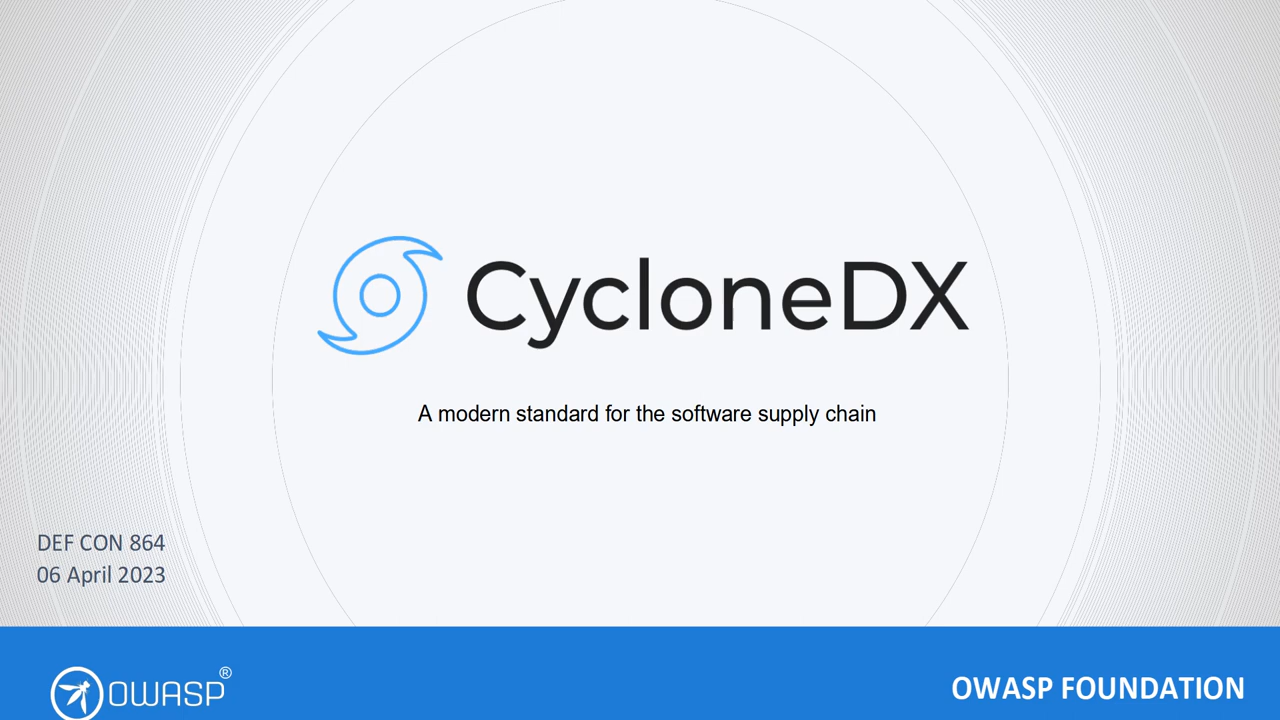 CycloneDX
A modern standard for the software supply chain
DEF CON 864
06 April 2023
OWASP®
OWASP FOUNDATION